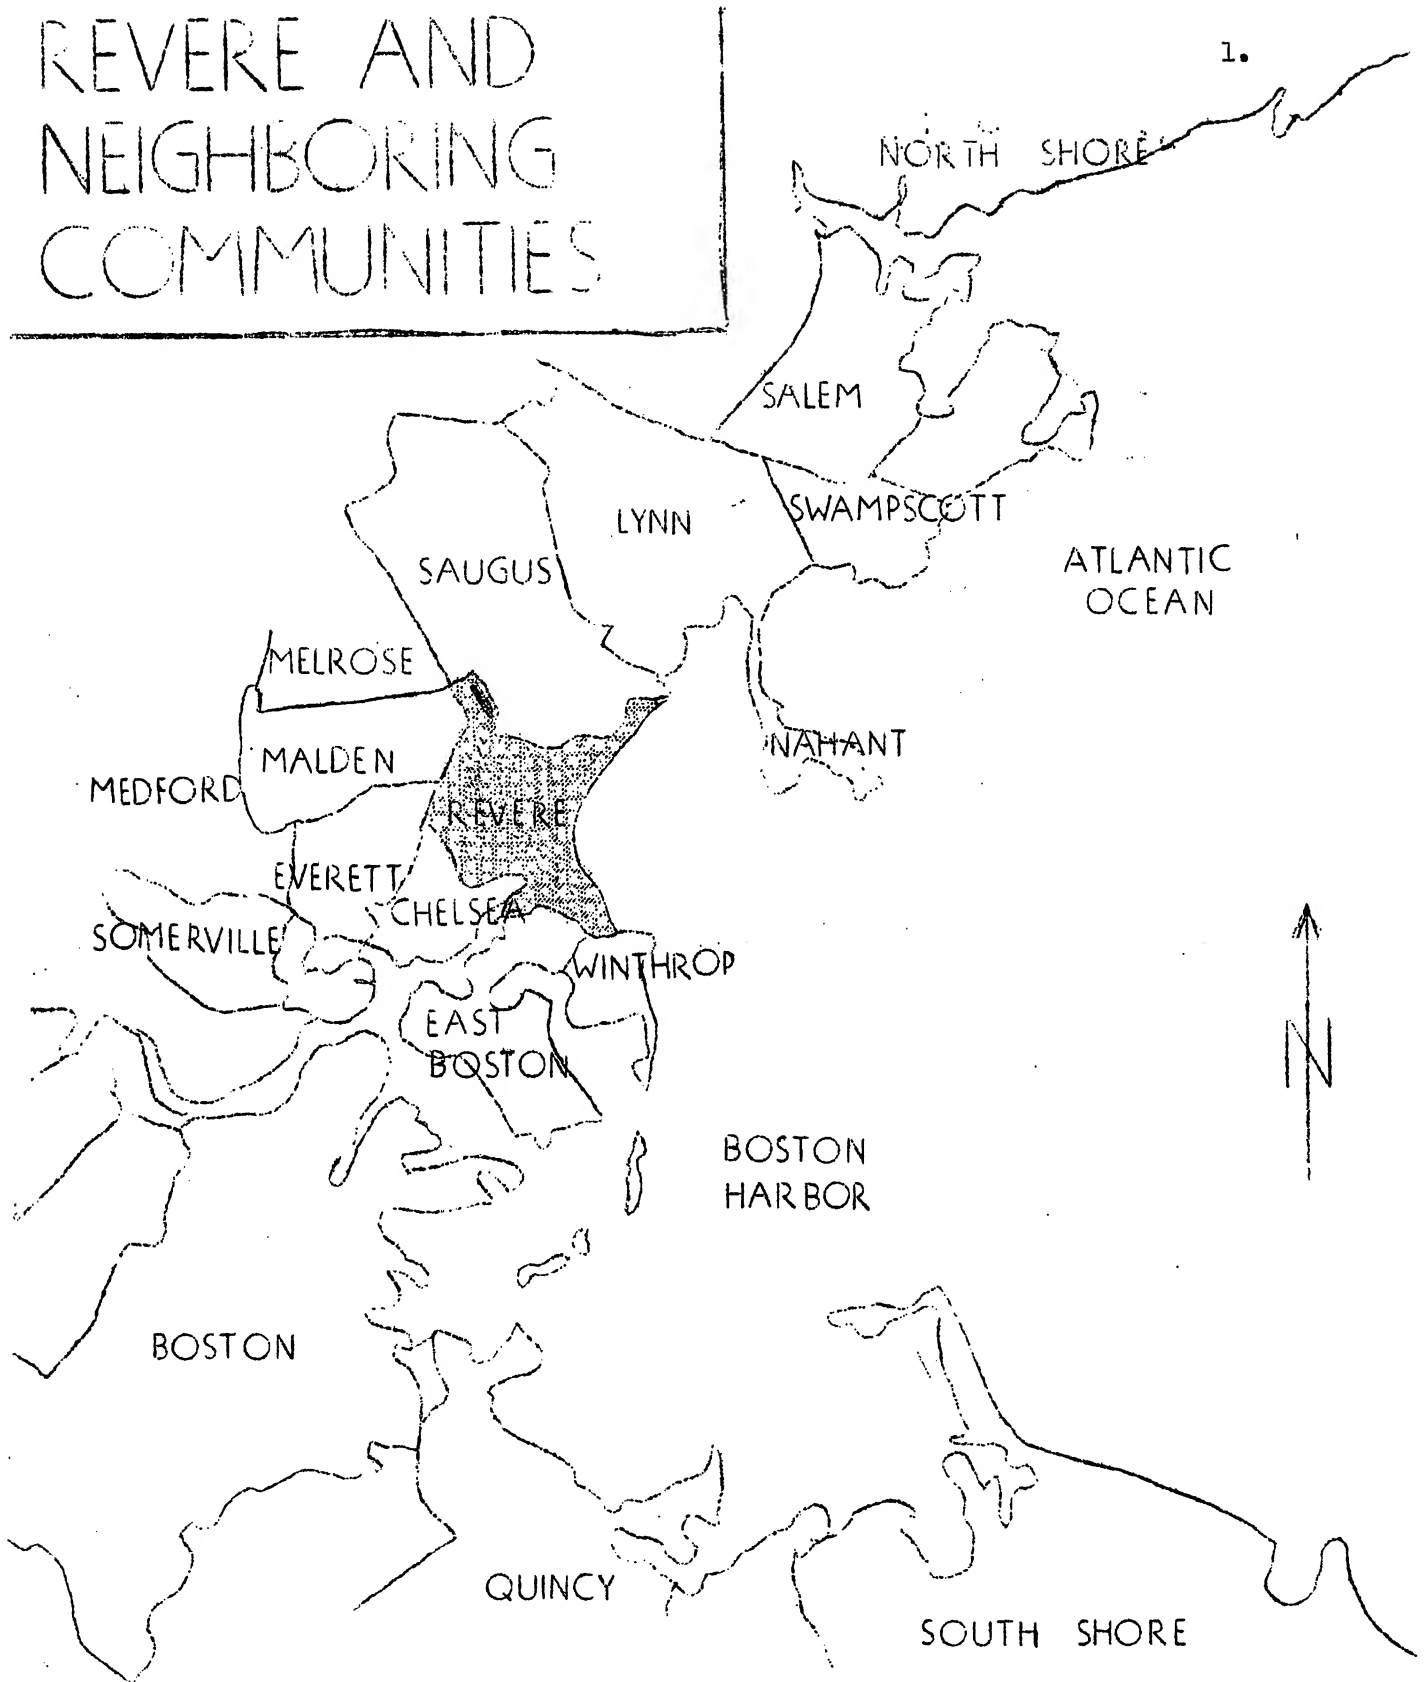 REVERE AND
NEIGHBORING
COMMUNITIES
1.
NORTH SHORE
SALEM
SWAMPSCOTT
LYNN
ATLANTIC
OCEAN
SAUGUS
MELROSE
NAHANT
MALDEN
MEDFORD
REVERE
EVERETT
CHELSEA
SOMERVILLE
WINTHROP
EAST
BOSTON
N
BOSTON
HARBOR
BOSTON
QUINCY
SOUTH SHORE